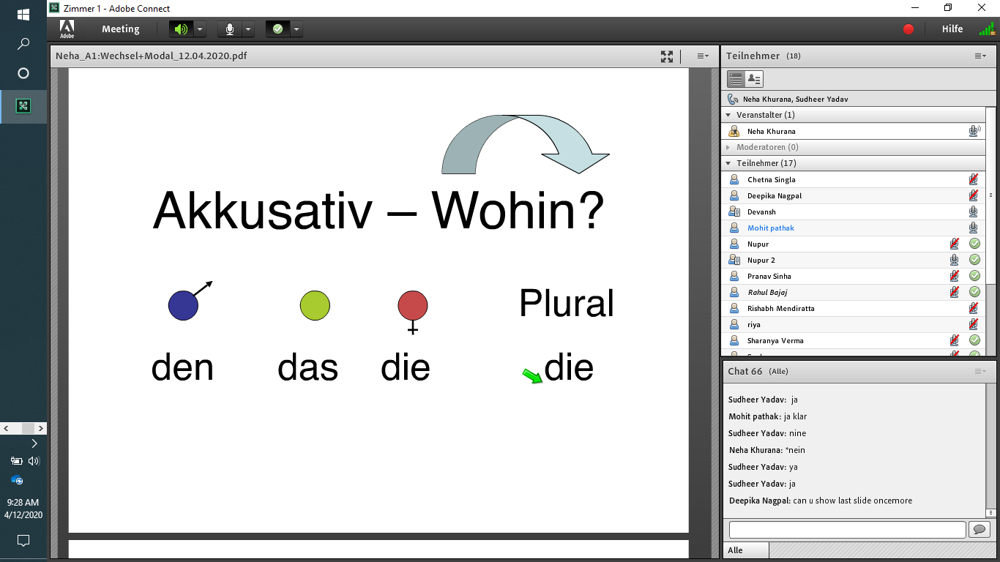 Zimmer 1 - Adobe Connect
Adobe
Meeting
Hilfe
Neha_A1:Wechsel+Modal_12.04.2020.pdf
Akkusativ – Wohin?
Plural
den das die die
Teilnehmer (18)
Neha Khurana, Sudheer Yadav
Veranstalter (1)
Neha Khurana
Moderatoren (0)
Teilnehmer (17)
Chetna Singla
Deepika Nagpal
Devansh
Mohit pathak
Nupur
Nupur 2
Pranav Sinha
Rahul Bajaj
Rishabh Mendiratta
riya
Sharanya Verma
Chat 66 (Alle)
Sudheer Yadav: ja
Mohit pathak: ja klar
Sudheer Yadav: nine
Neha Khurana: *nein
Sudheer Yadav: ya
Sudheer Yadav: ja
Deepika Nagpal: can u show last slide oncemore
Alle
9:28 AM
4/12/2020